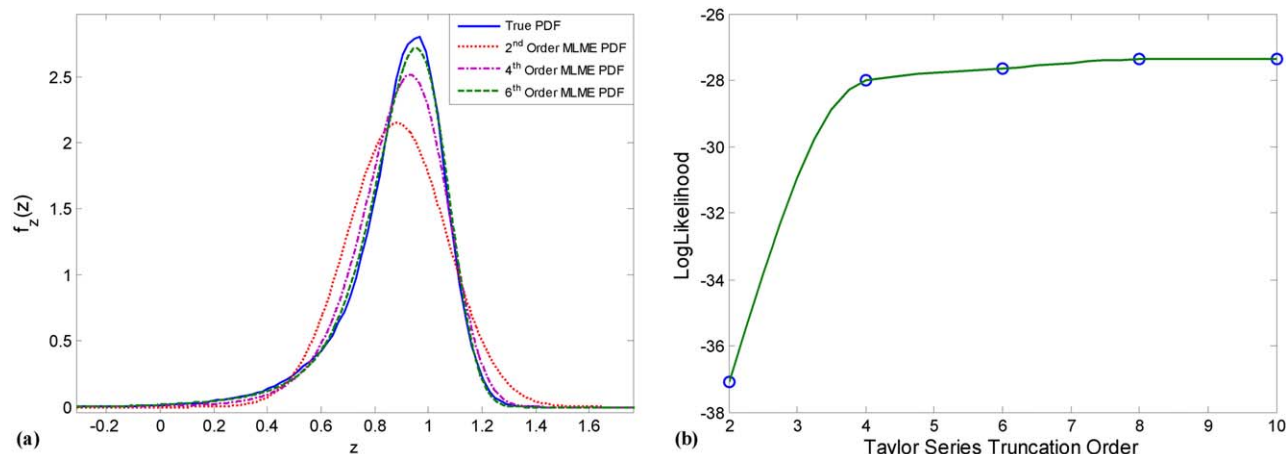 True PDF
2nd Order MLME PDF
4th Order MLME PDF
6th Order MLME PDF
2.5
2
1.5
1
0.5
0
fz(z)
-0.2 0 0.2 0.4 0.6 0.8 1 1.2 1.4 1.6
z
(a)
-26
-28
-30
-32
-34
-36
-38
LogLikelihood
2 3 4 5 6 7 8 9 10
Taylor Series Truncation Order
(b)